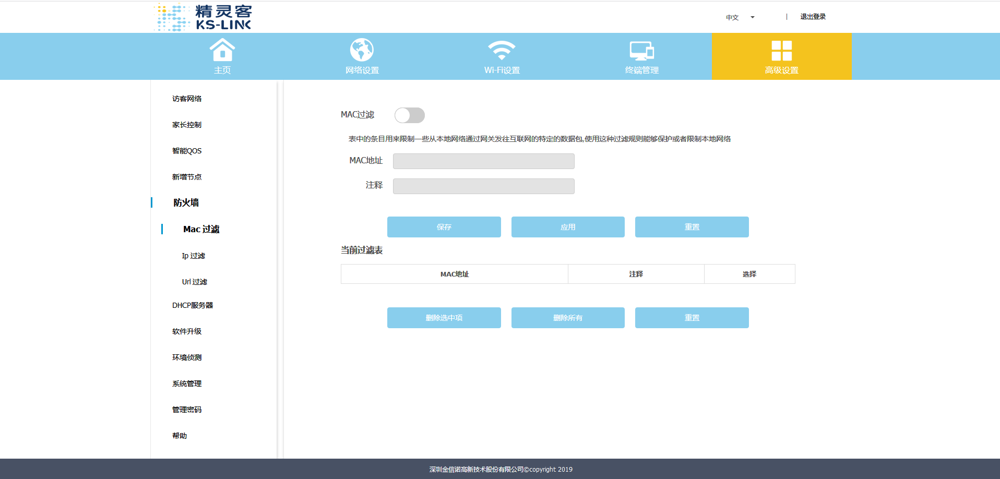 精灵客
KS-LINK
中文
|
退出登录
主页
网络设置
Wi-Fi设置
终端管理
高级设置
访客网络
家长控制
智能QOS
新增节点
防火墙
Mac 过滤
Ip 过滤
Url 过滤
DHCP服务器
软件升级
环境侦测
系统管理
管理密码
帮助
MAC过滤
表中的条目用来限制一些从本地网络通过网关发往互联网的特定的数据包,使用这种过滤规则能够保护或者限制本地网络
MAC地址
注释
保存
应用
重置
当前过滤表
MAC地址
注释
选择
删除选中项
删除所有
重置
深圳金信诺高新技术股份有限公司©copyright 2019